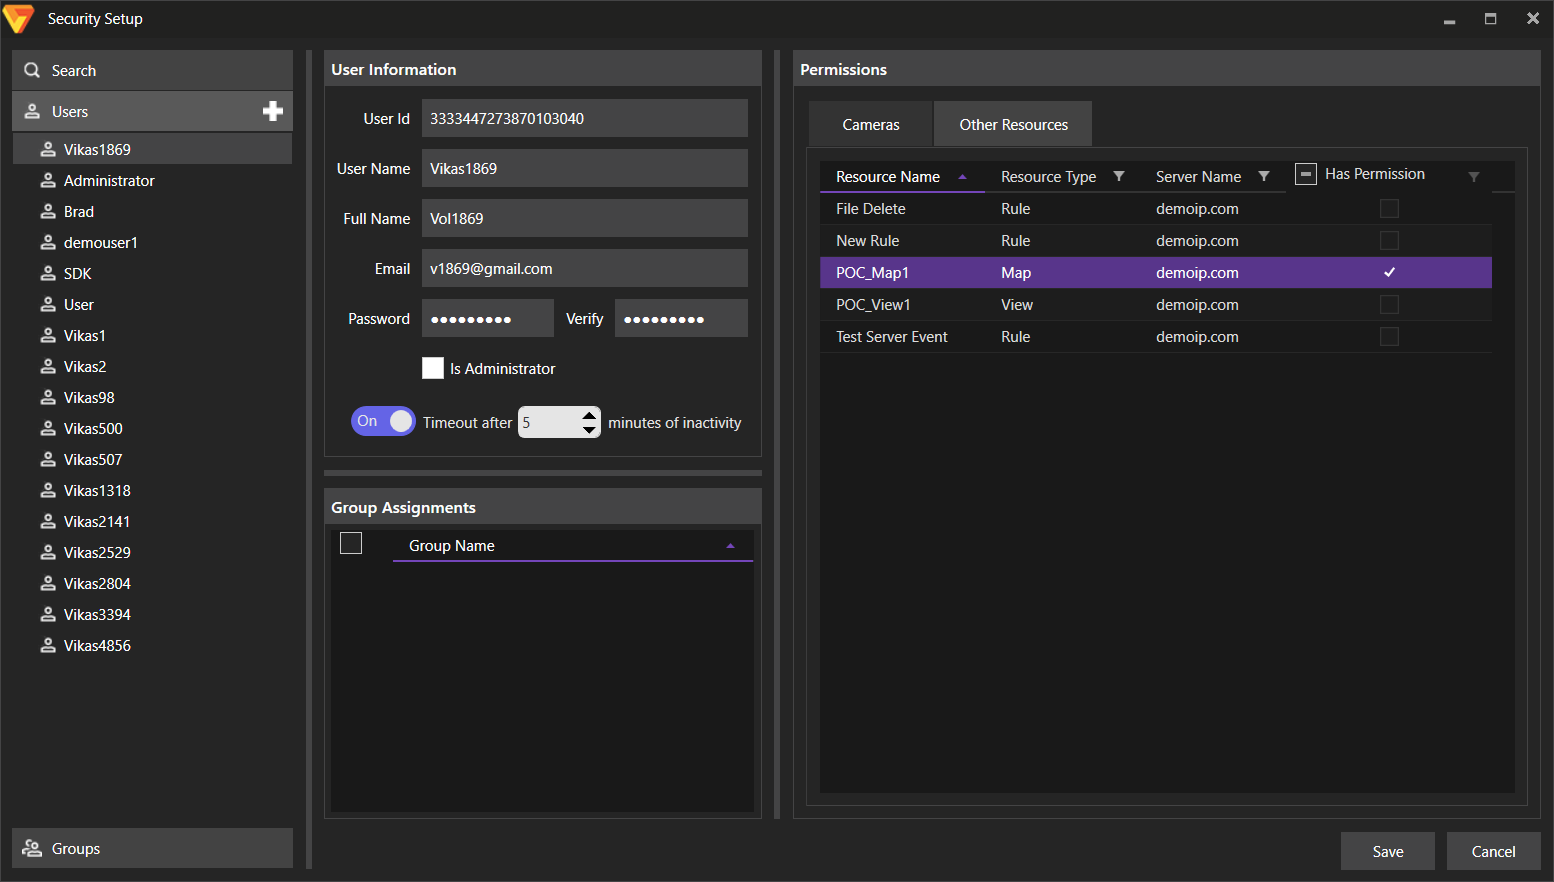 Security Setup
Search
Users
Vikas1869
Administrator
Brad
demouser1
SDK
User
Vikas1
Vikas2
Vikas98
Vikas500
Vikas507
Vikas1318
Vikas2141
Vikas2529
Vikas2804
Vikas3394
Vikas4856
Groups
User Information
User Id 3333447273870103040
User Name Vikas1869
Full Name Vol1869
Email v1869@gmail.com
Password ●●●●●●●●● Verify ●●●●●●●●●
Is Administrator
On Timeout after 5 minutes of inactivity
Group Assignments
Group Name
Permissions
Cameras Other Resources
Resource Name Resource Type Server Name Has Permission
File Delete Rule demoip.com
New Rule Rule demoip.com
POC_Map1 Map demoip.com
POC_View1 View demoip.com
Test Server Event Rule demoip.com
Save Cancel